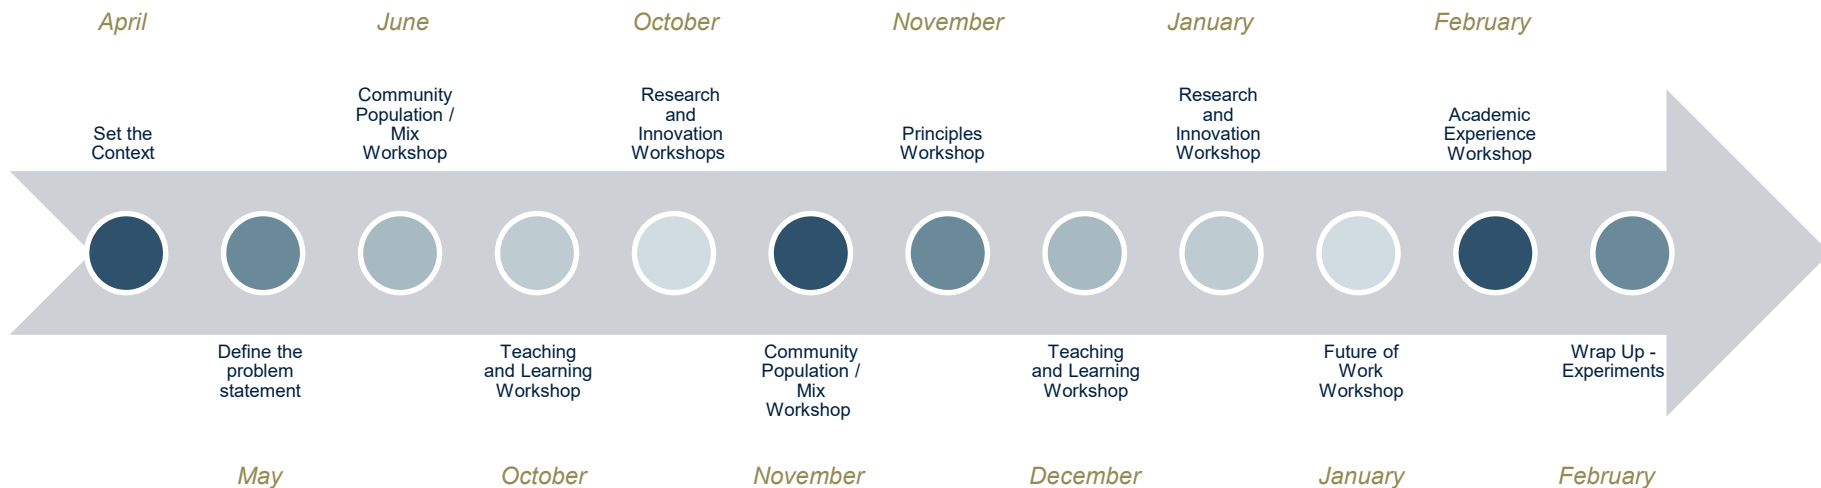 April
June
October
November
January
February
Set the
Context
Community
Population /
Mix
Workshop
Research
and
Innovation
Workshops
Principles
Workshop
Research
and
Innovation
Workshop
Academic
Experience
Workshop
Define the
problem
statement
Teaching
and Learning
Workshop
Community
Population /
Mix
Workshop
Teaching
and Learning
Workshop
Future of
Work
Workshop
Wrap Up -
Experiments
May
October
November
December
January
February